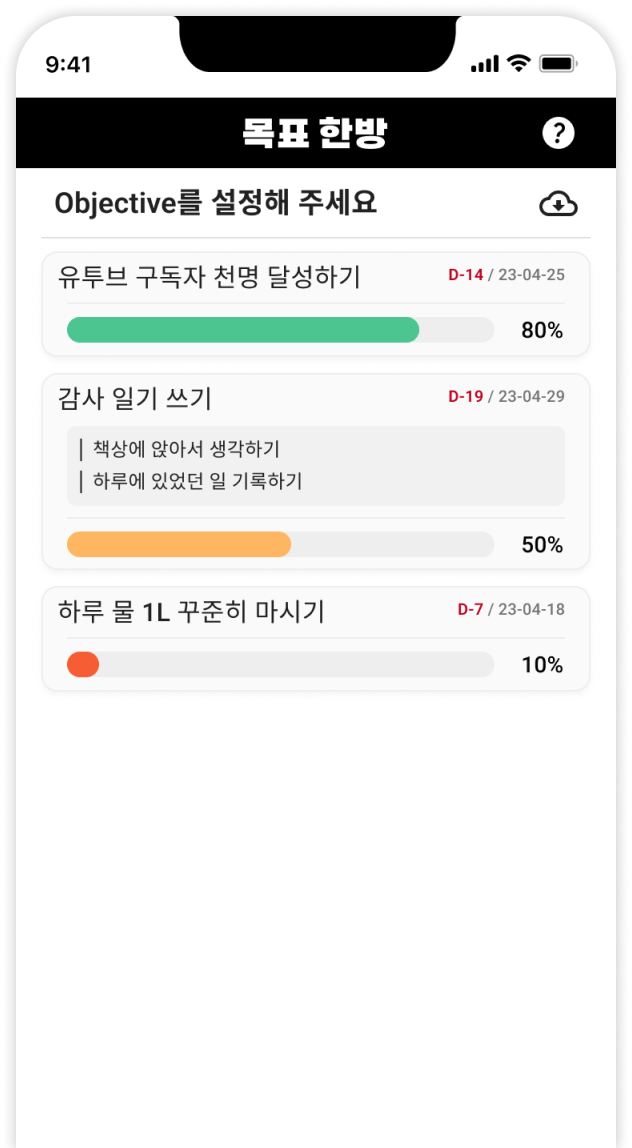 9:41
목표 한방
?
Objective를 설정해 주세요
유투브 구독자 천명 달성하기 D-14 / 23-04-25
80%
감사 일기 쓰기 D-19 / 23-04-29
| 책상에 앉아서 생각하기
| 하루에 있었던 일 기록하기
50%
하루 물 1L 꾸준히 마시기 D-7 / 23-04-18
10%